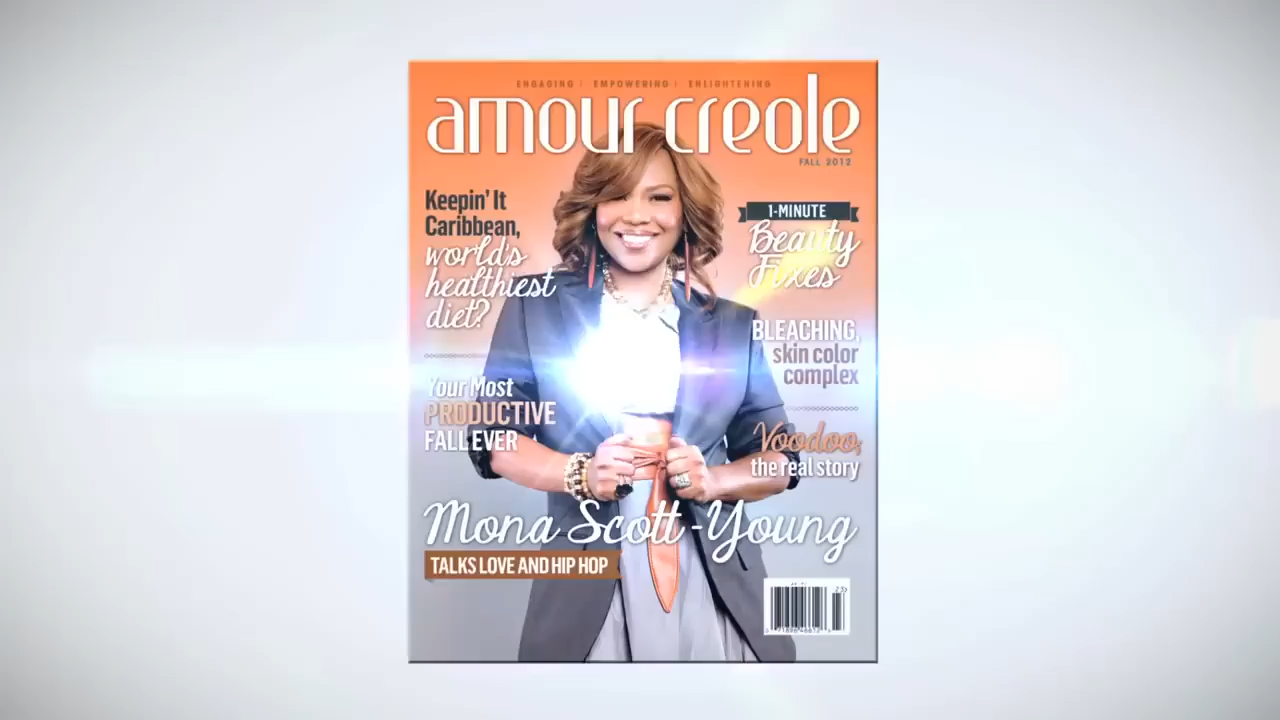 ENGAGING | EMPOWERING | ENLIGHTENING
amour creole
FALL 2012
Keepin' It
Caribbean,
world's
healthiest
diet?
Your Most
PRODUCTIVE
FALL EVER
1-MINUTE
Beauty
Fixes
BLEACHING,
skin color
complex
Voodoo,
the real story
Mona Scott-Young
TALKS LOVE AND HIP HOP